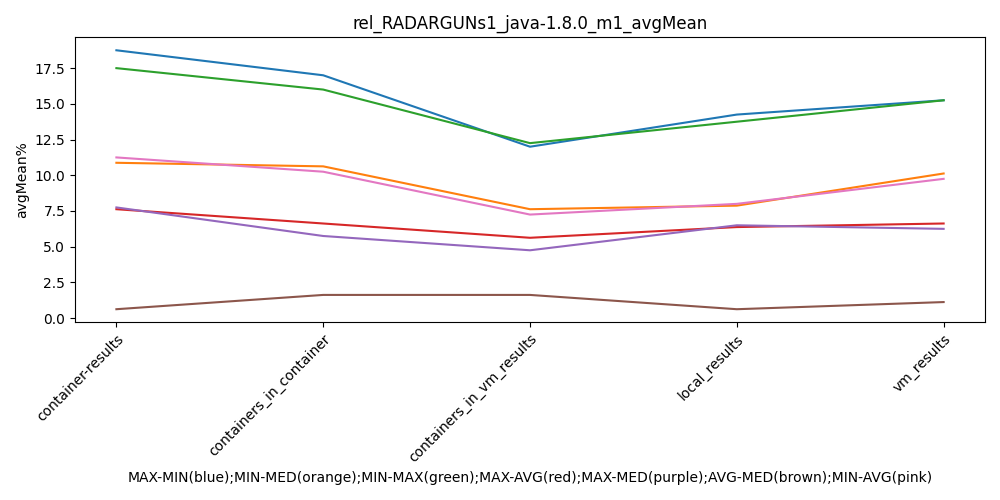 rel_RADARGUNs1_java-1.8.0_m1_avgMean
avgMean%
17.5
15.0
12.5
10.0
7.5
5.0
2.5
0.0
container-results
containers_in_container
containers_in_vm_results
local_results
vm_results
MAX-MIN(blue);MIN-MED(orange);MIN-MAX(green);MAX-AVG(red);MAX-MED(purple);AVG-MED(brown);MIN-AVG(pink)